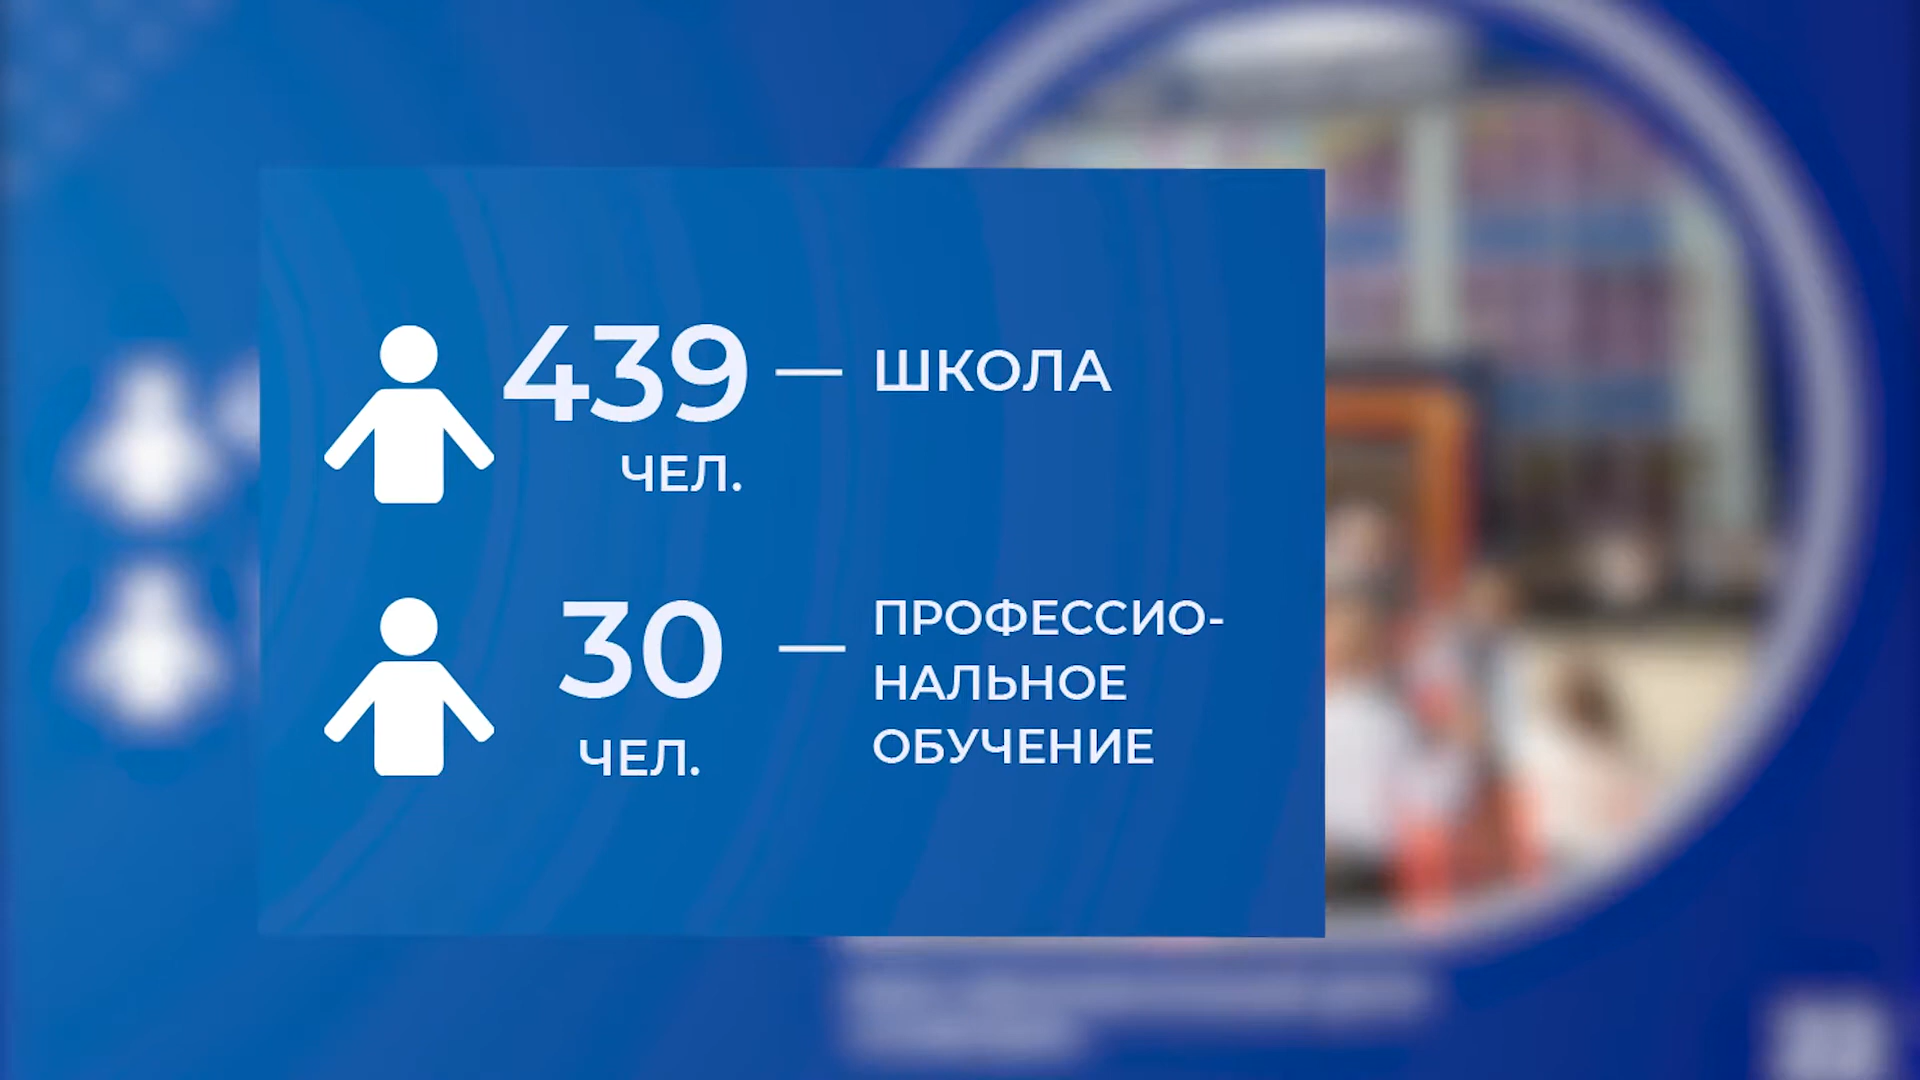 439 — ШКОЛА
ЧЕЛ.
30 — ПРОФЕССИО-
НАЛЬНОЕ
ОБУЧЕНИЕ
ЧЕЛ.